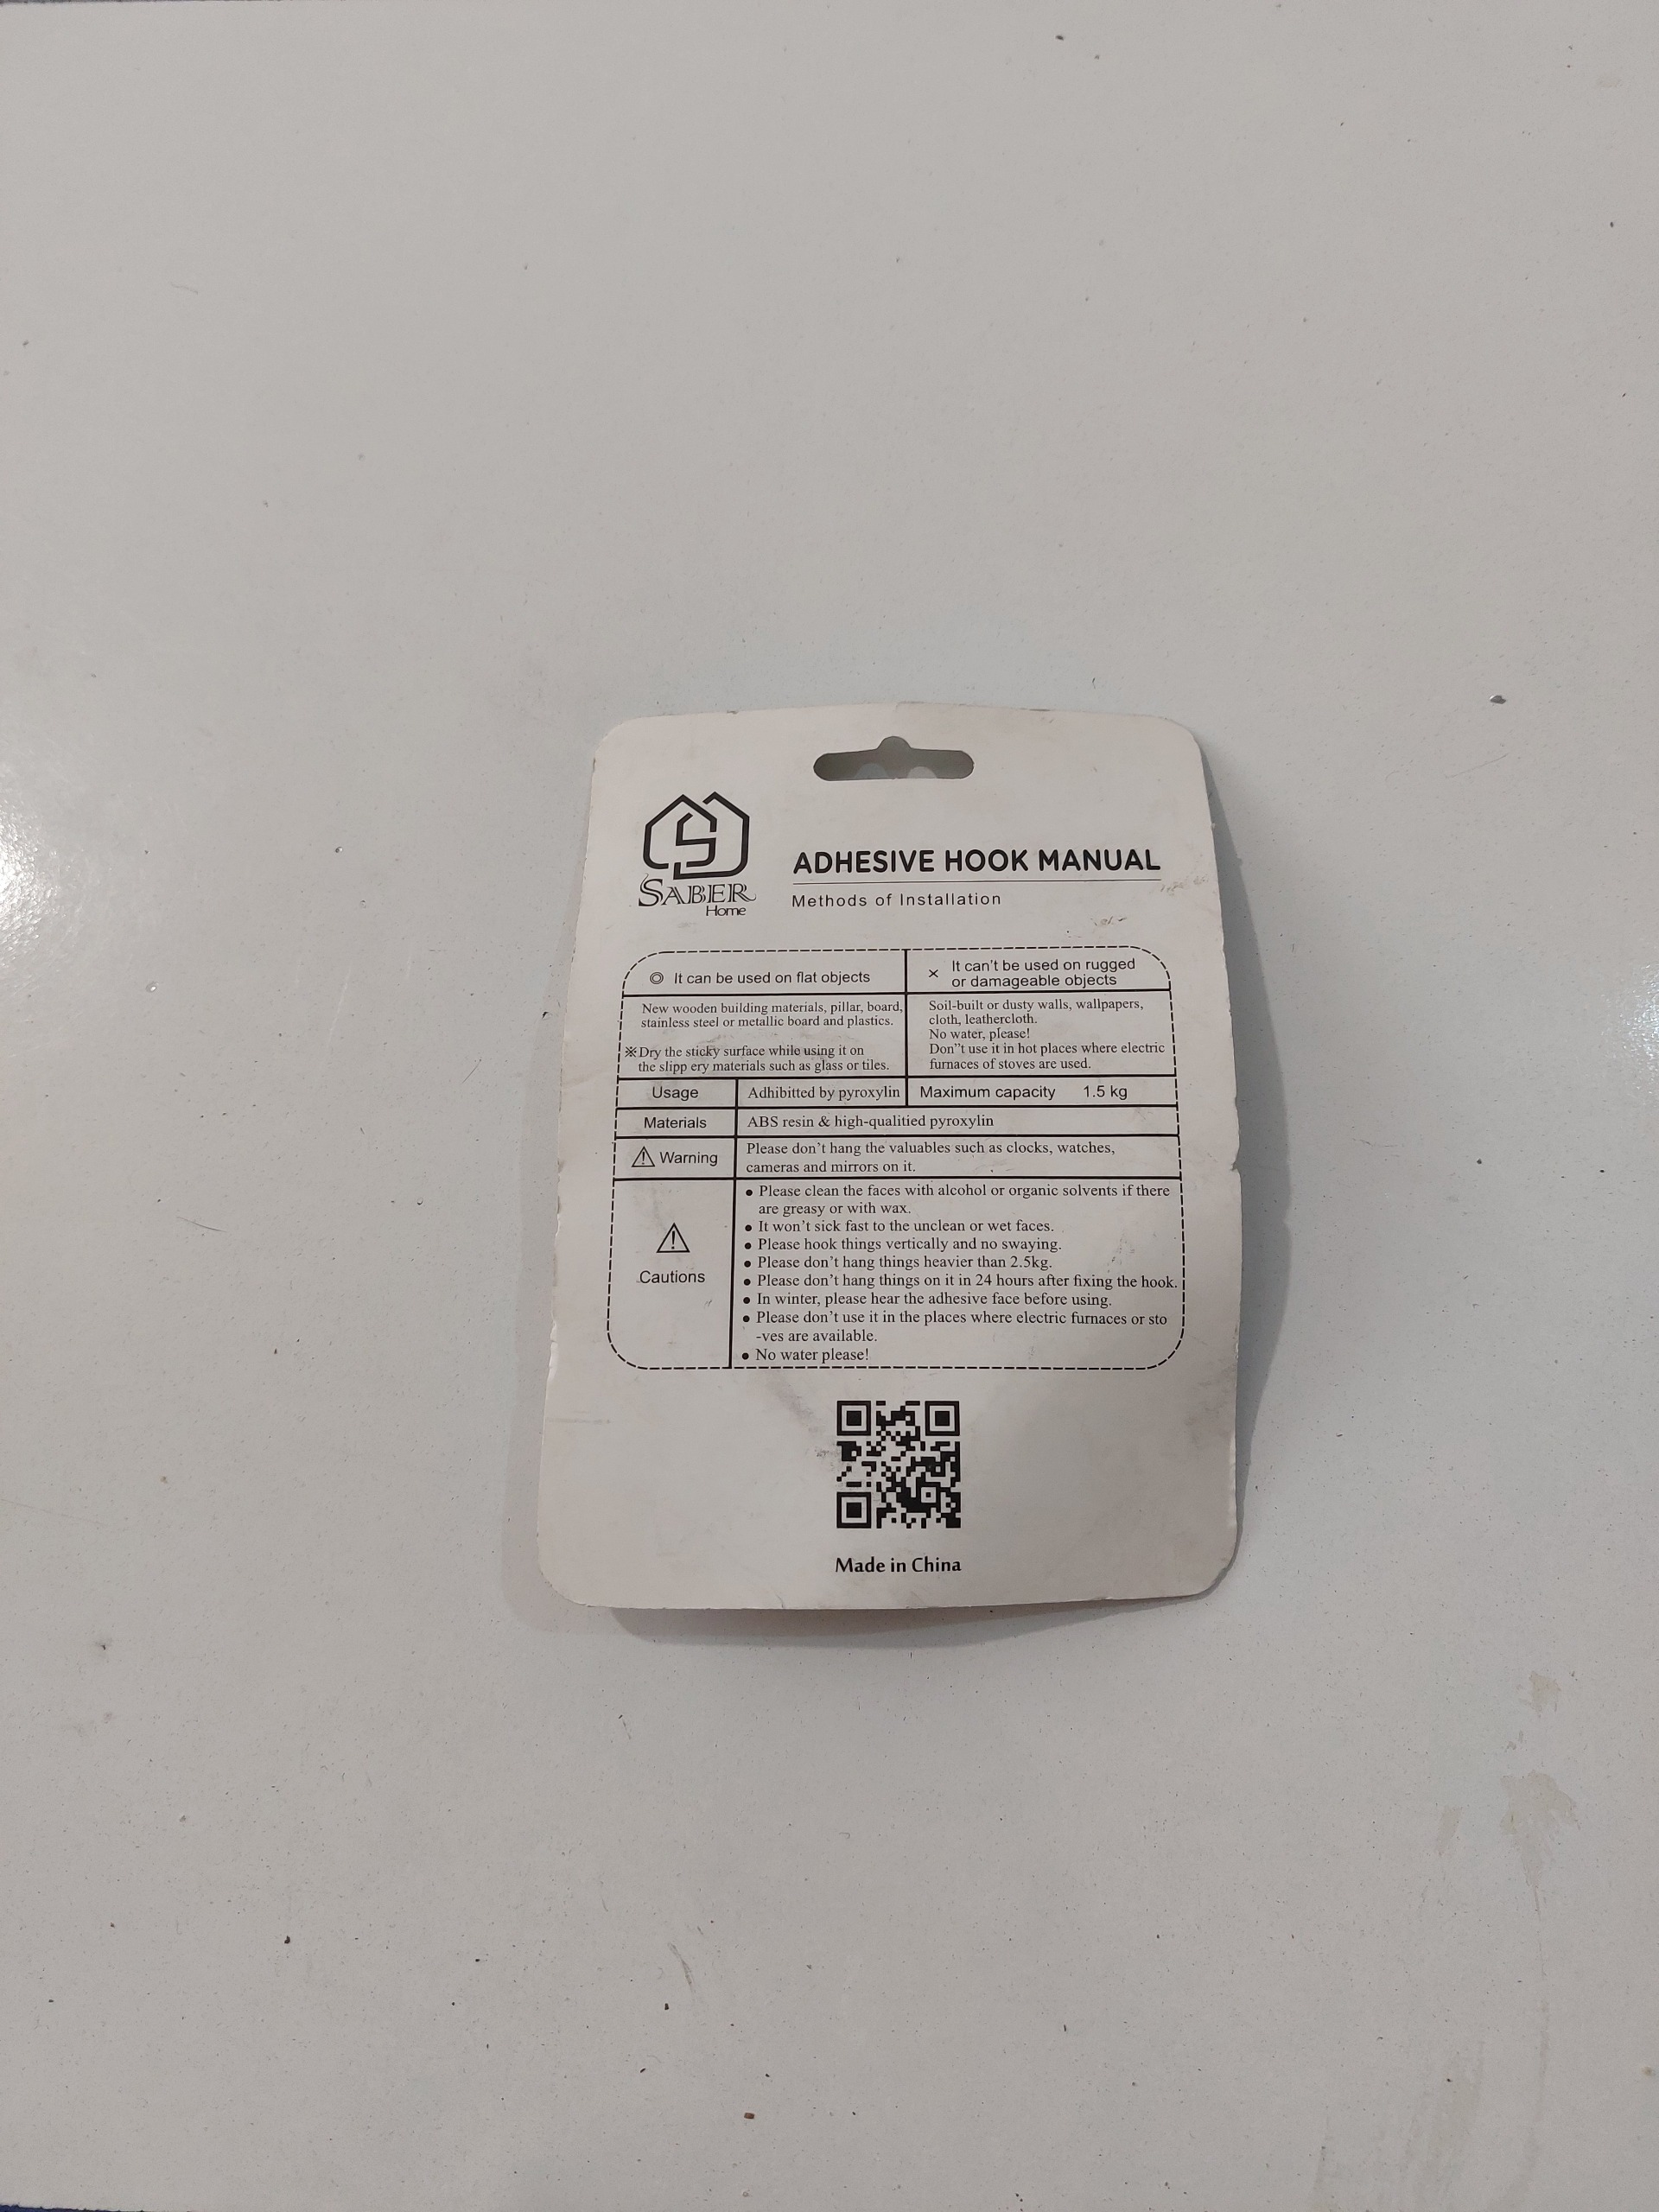 SABER
Home
ADHESIVE HOOK MANUAL
Methods of Installation
◎ It can be used on flat objects
× It can't be used on rugged
or damageable objects
New wooden building materials, pillar, board,
stainless steel or metallic board and plastics.
※Dry the sticky surface while using it on
the slipp ery materials such as glass or tiles.
Soil-built or dusty walls, wallpapers,
cloth, leathercloth.
No water, please!
Don''t use it in hot places where electric
furnaces of stoves are used.
Usage Adhibitted by pyroxylin Maximum capacity 1.5 kg
Materials ABS resin & high-qualitied pyroxylin
Warning
Please don't hang the valuables such as clocks, watches,
cameras and mirrors on it.
Cautions
• Please clean the faces with alcohol or organic solvents if there
are greasy or with wax.
• It won't sick fast to the unclean or wet faces.
• Please hook things vertically and no swaying.
• Please don't hang things heavier than 2.5kg.
• Please don't hang things on it in 24 hours after fixing the hook.
• In winter, please hear the adhesive face before using.
• Please don't use it in the places where electric furnaces or sto
-ves are available.
• No water please!
Made in China